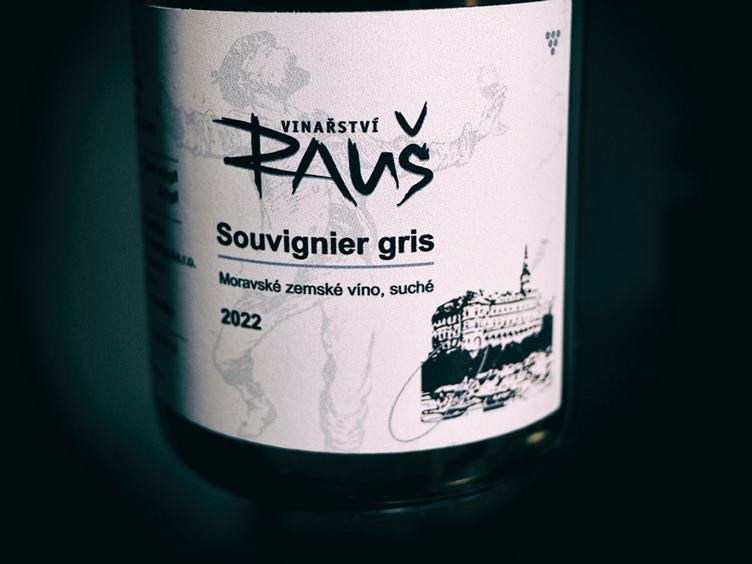 VINAŘSTVÍ
RAUŠ
Souvignier gris
Moravské zemské víno, suché
2022